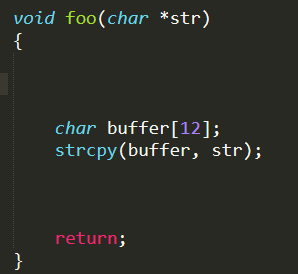 void foo(char *str)
{
    char buffer[12];
    strcpy(buffer, str);
    return;
}